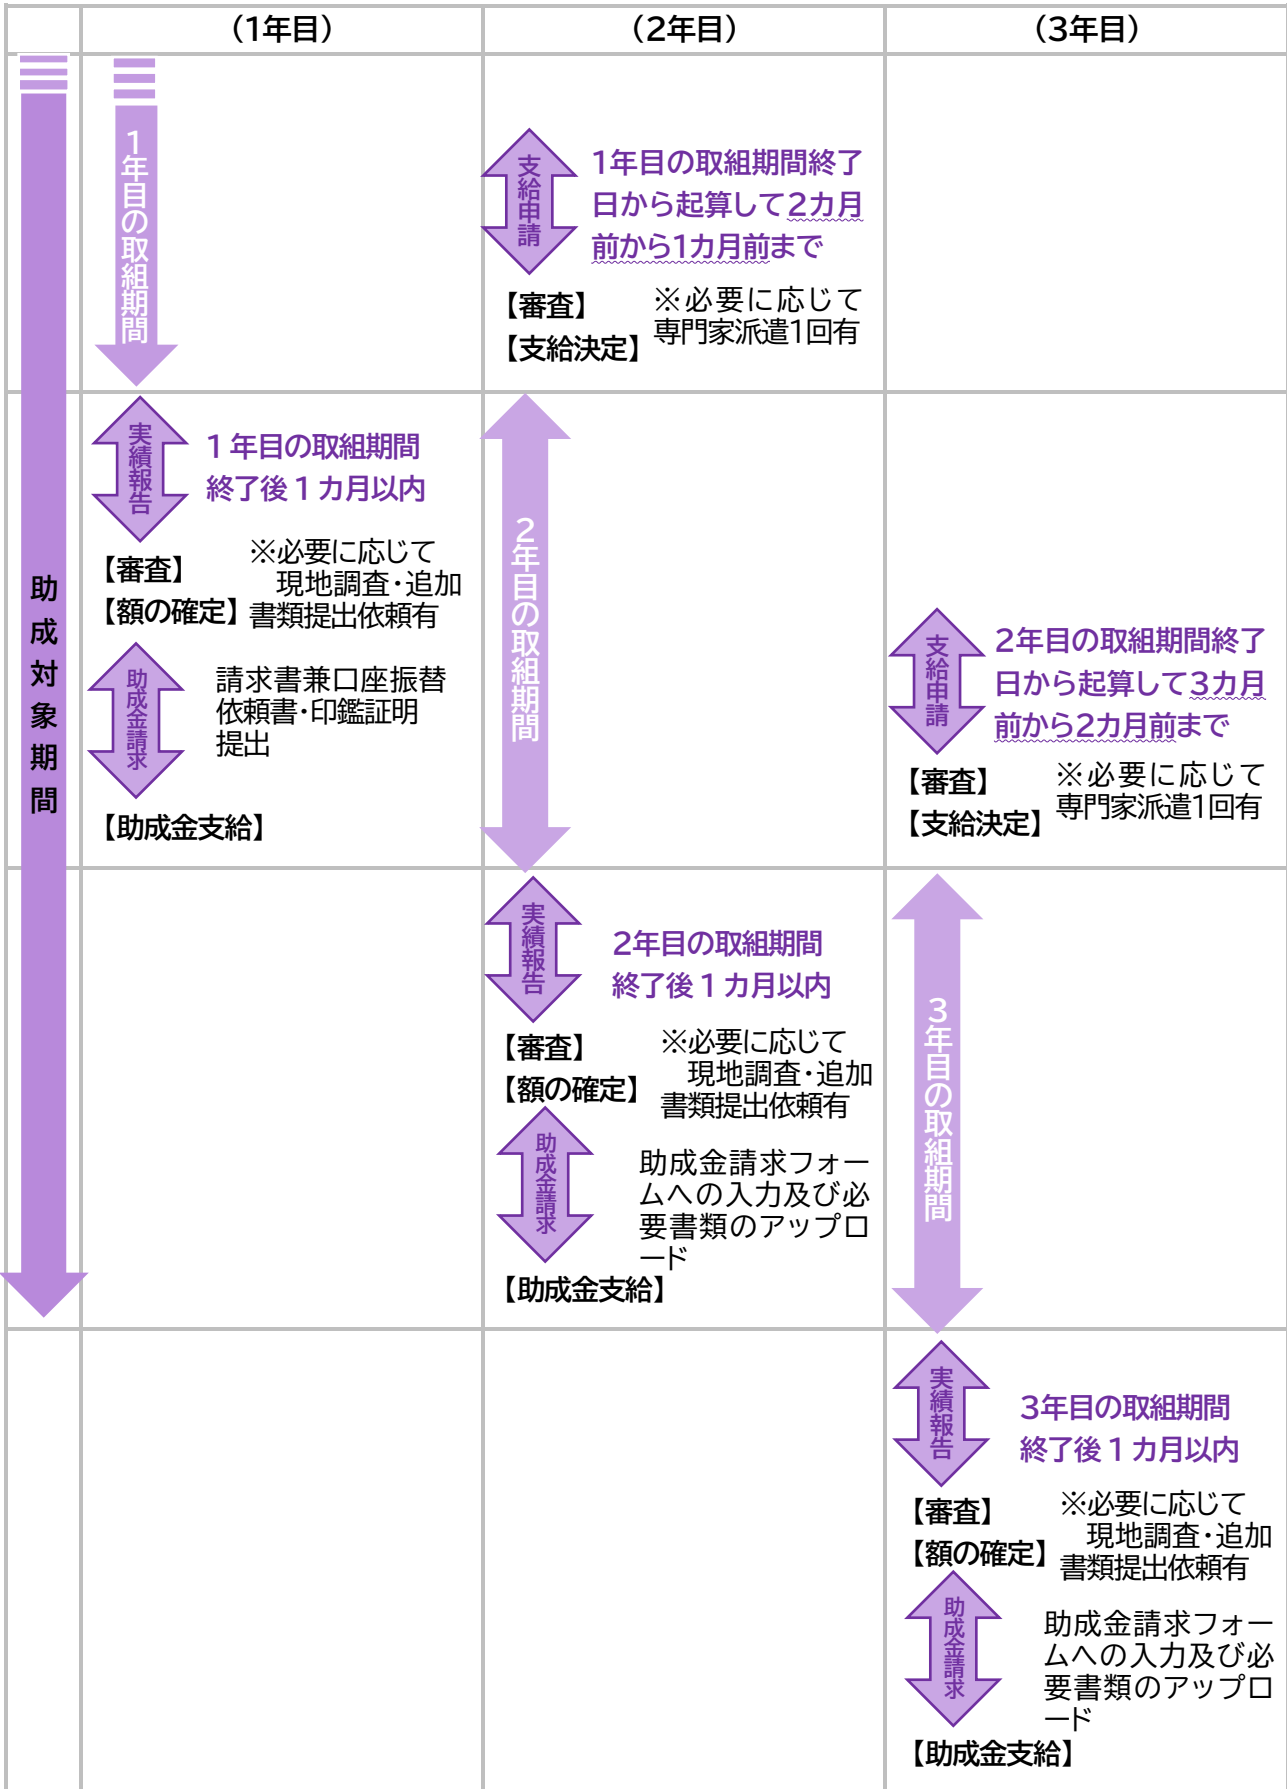 （1年目）
（2年目）
（3年目）
助成対象期間
1年目の取組期間
支給申請
1年目の取組期間終了
日から起算して2カ月
前から1カ月前まで
【審査】
【支給決定】
※必要に応じて
専門家派遣1回有
実績報告
1年目の取組期間
終了後1カ月以内
【審査】
【額の確定】
※必要に応じて
現地調査・追加
書類提出依頼有
助成金請求
請求書兼口座振替
依頼書・印鑑証明
提出
【助成金支給】
2年目の取組期間
支給申請
2年目の取組期間終了
日から起算して3カ月
前から2カ月前まで
【審査】
【支給決定】
※必要に応じて
専門家派遣1回有
実績報告
2年目の取組期間
終了後1カ月以内
【審査】
【額の確定】
※必要に応じて
現地調査・追加
書類提出依頼有
助成金請求
助成金請求フォー
ムへの入力及び必
要書類のアップロ
ード
【助成金支給】
3年目の取組期間
実績報告
3年目の取組期間
終了後1カ月以内
【審査】
【額の確定】
※必要に応じて
現地調査・追加
書類提出依頼有
助成金請求
助成金請求フォー
ムへの入力及び必
要書類のアップロ
ード
【助成金支給】